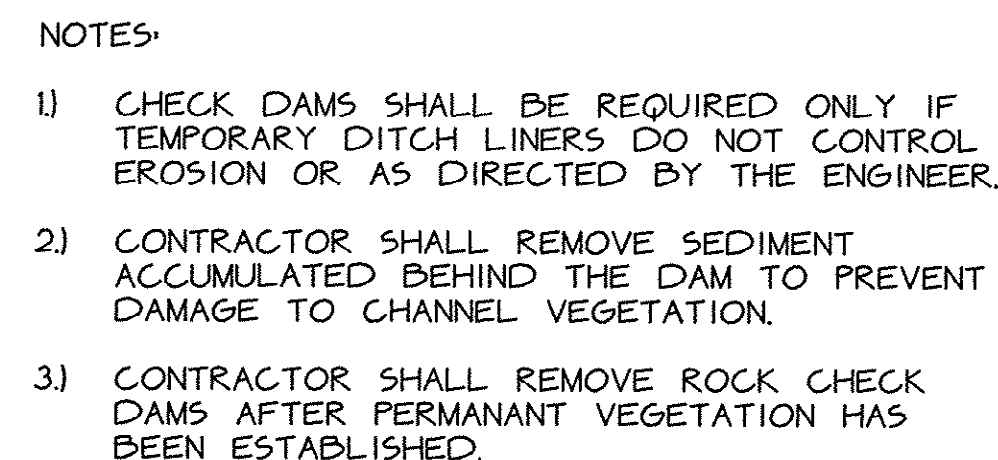 NOTES:
1.) CHECK DAMS SHALL BE REQUIRED ONLY IF
TEMPORARY DITCH LINERS DO NOT CONTROL
EROSION OR AS DIRECTED BY THE ENGINEER.
2.) CONTRACTOR SHALL REMOVE SEDIMENT
ACCUMULATED BEHIND THE DAM TO PREVENT
DAMAGE TO CHANNEL VEGETATION.
3.) CONTRACTOR SHALL REMOVE ROCK CHECK
DAMS AFTER PERMANANT VEGETATION HAS
BEEN ESTABLISHED.